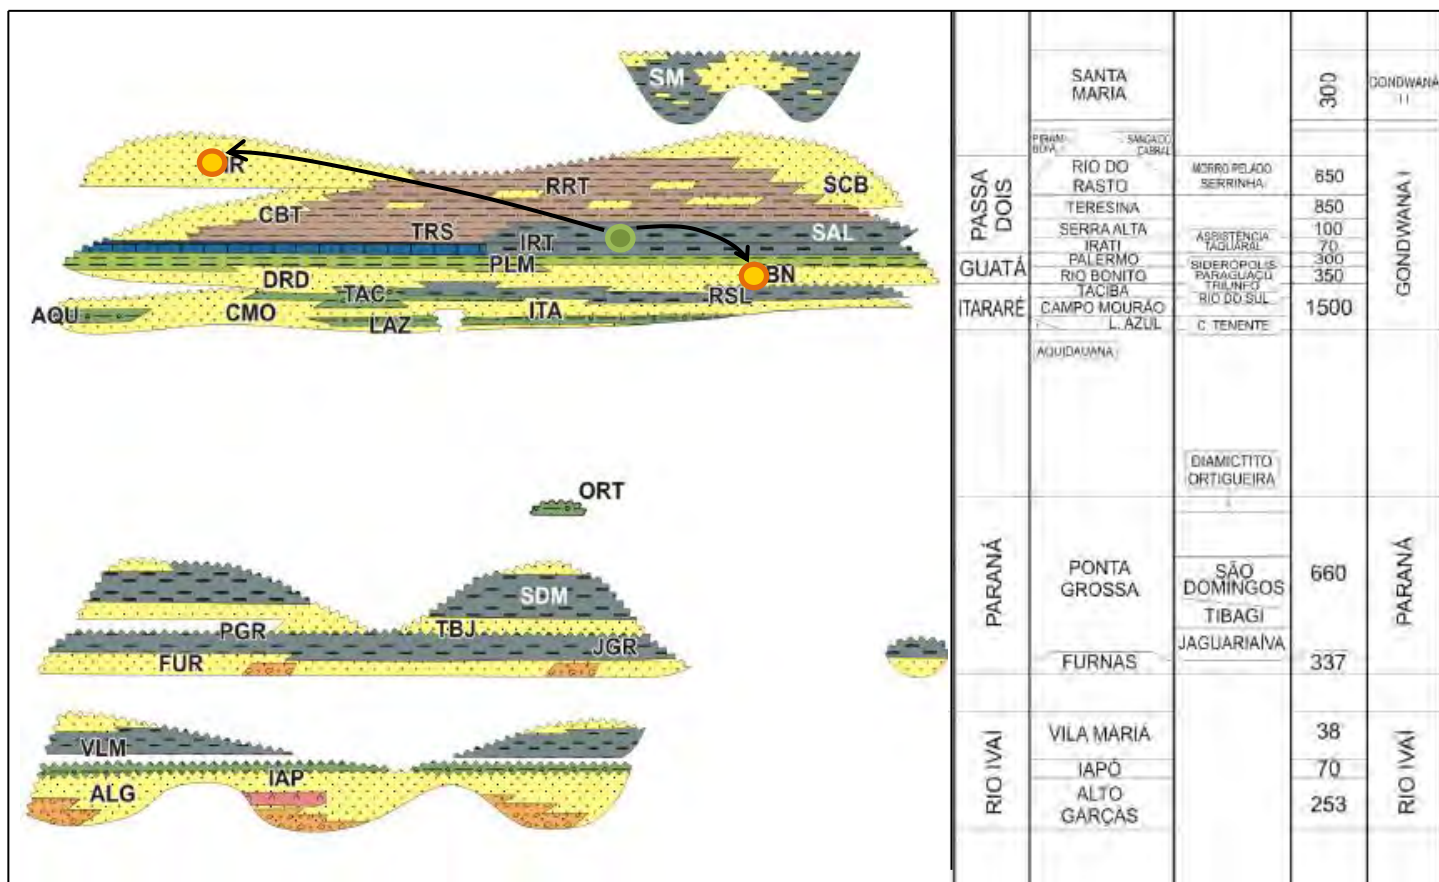 SM
IR
RRT
SCB
CBT
TRS
IRT
SAL
PLM
DRD
BN
TAC
RSL
AQU
CMO
ITA
LAZ
ORT
SDM
PGR
TBJ
JGR
FUR
VLM
IAP
ALG
PASSA
DOIS
GUATÁ
ITARARÉ
PARANÁ
RIO IVAÍ
SANTA
MARIA
SANGA DO
CABRAL
RIO DO
RASTO
TERESINA
SERRA ALTA
IRATI
PALERMO
RIO BONITO
TACIBA
CAMPO MOURÃO
L. AZUL
AQUIDAUANA
PONTA
GROSSA
FURNAS
VILA MARIA
IAPÓ
ALTO
GARÇAS
MORRO PELADO
SERRINHA
ASSISTÊNCIA
TAQUARAL
SIDERÓPOLIS
PARAGUAÇU
TRIUNFO
RIO DO SUL
C. TENENTE
DIAMICTITO
ORTIGUEIRA
SÃO
DOMINGOS
TIBAGI
JAGUARIAÍVA
300
650
850
100
70
300
350
1500
660
337
38
70
253
GONDWANA
II
GONDWANA I
PARANÁ
RIO IVAÍ